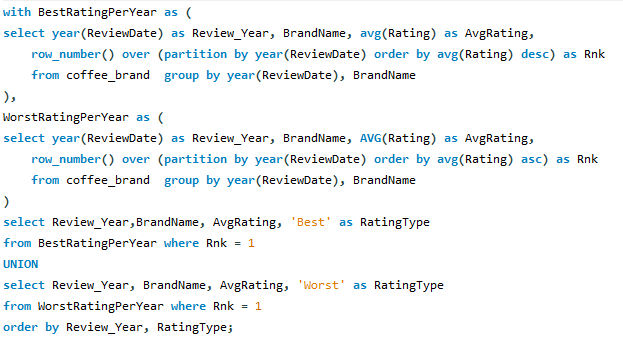 with BestRatingPerYear as (
select year(ReviewDate) as Review_Year, BrandName, avg(Rating) as AvgRating,
row_number() over (partition by year(ReviewDate) order by avg(Rating) desc) as Rnk
from coffee_brand  group by year(ReviewDate), BrandName
),
WorstRatingPerYear as (
select year(ReviewDate) as Review_Year, BrandName, AVG(Rating) as AvgRating,
row_number() over (partition by year(ReviewDate) order by avg(Rating) asc) as Rnk
from coffee_brand  group by year(ReviewDate), BrandName
)
select Review_Year,BrandName, AvgRating, 'Best' as RatingType
from BestRatingPerYear where Rnk = 1
UNION
select Review_Year, BrandName, AvgRating, 'Worst' as RatingType
from WorstRatingPerYear where Rnk = 1
order by Review_Year, RatingType;